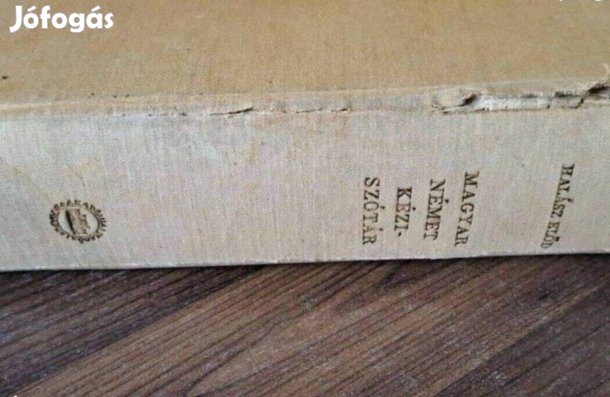 Jófogás
HALÁSZ ELŐD
MAGYAR
NÉMET
KÉZI-
SZÓTÁR